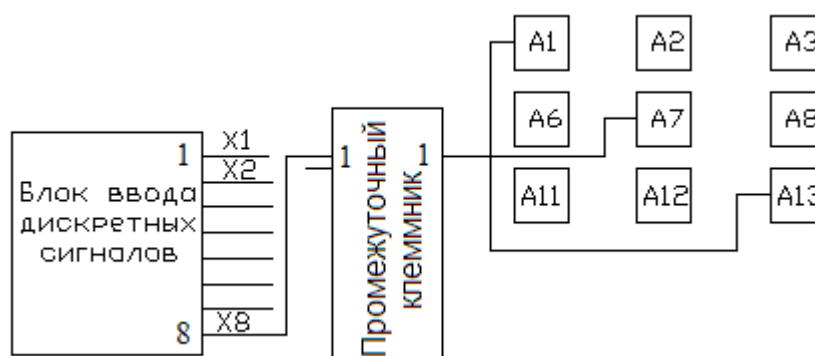 A1 A2 A3
A6 A7 A8
A11 A12 A13
1 X1
X2
Блок ввода
дискретных
сигналов
8 X8
1 Промежуточный 1
клеммник